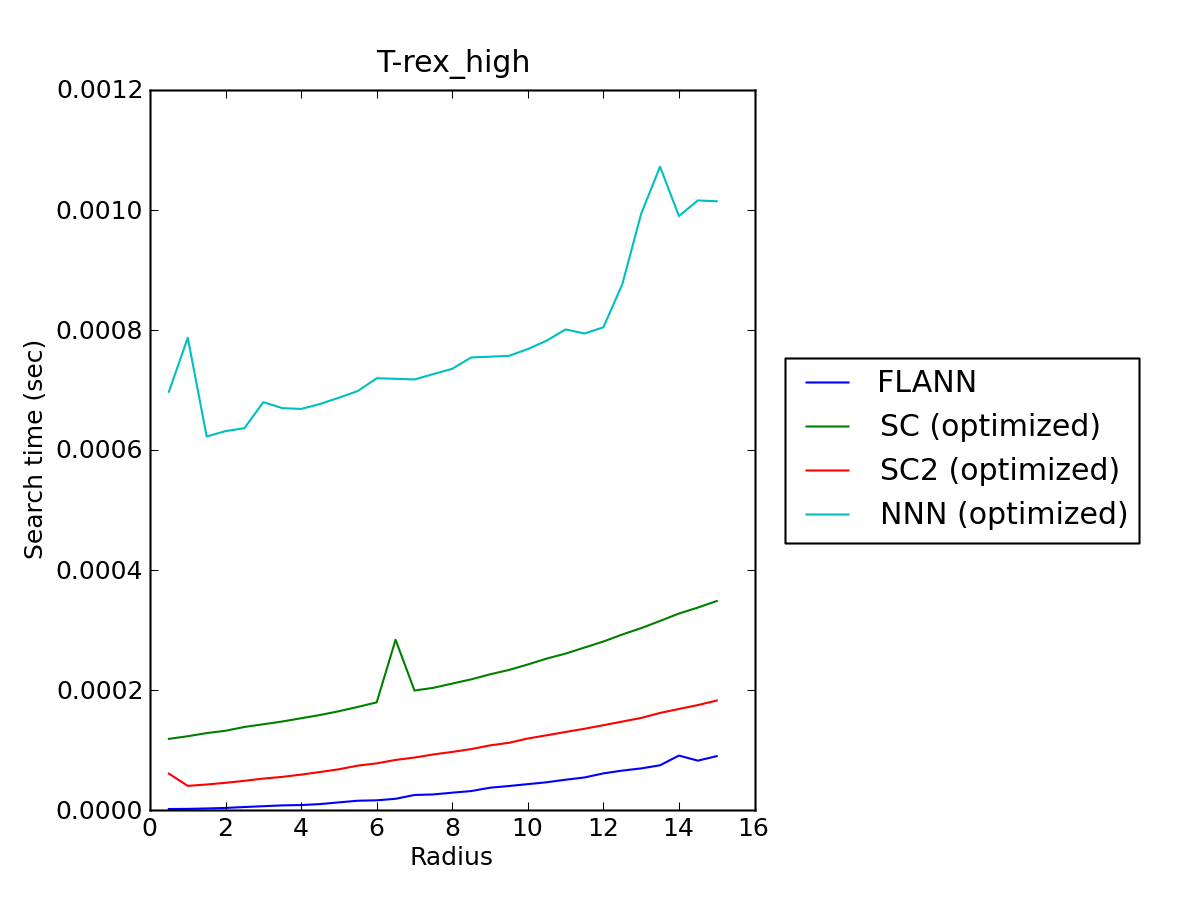 T-rex_high
0.0012
0.0010
0.0008
0.0006
0.0004
0.0002
0.0000
Search time (sec)
0 2 4 6 8 10 12 14 16
Radius
FLANN
SC (optimized)
SC2 (optimized)
NNN (optimized)